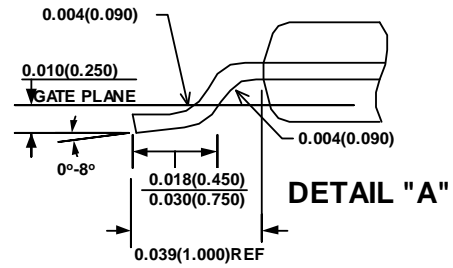 0.004(0.090)
0.010(0.250)
GATE PLANE
0.004(0.090)
0º-8º
0.018(0.450)
0.030(0.750)
DETAIL "A"
0.039(1.000)REF